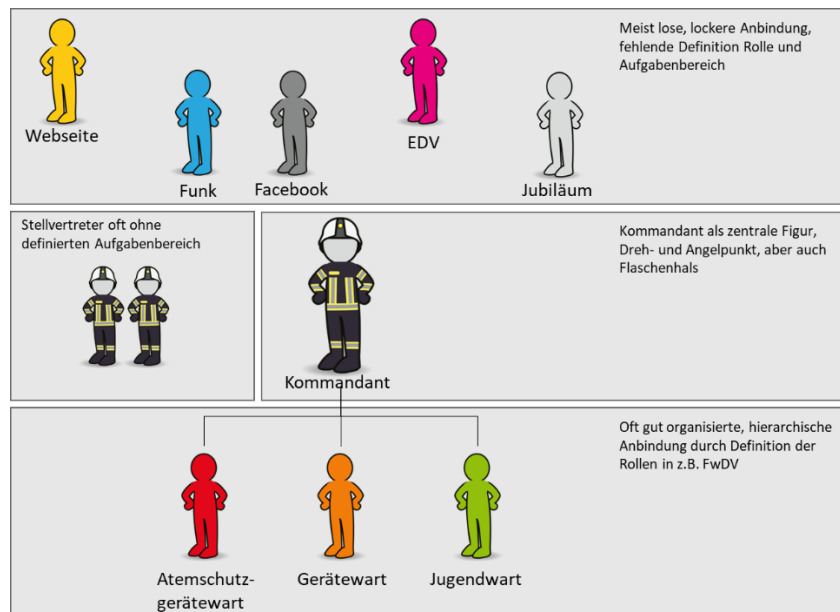 Meist lose, lockere Anbindung,
fehlende Definition Rolle und
Aufgabenbereich
Webseite
Funk
Facebook
EDV
Jubiläum
Stellvertreter oft ohne
definierten Aufgabenbereich
Kommandant als zentrale Figur,
Dreh- und Angelpunkt, aber auch
Flaschenhals
Kommandant
Oft gut organisierte, hierarchische
Anbindung durch Definition der
Rollen in z.B. FwDV
Atemschutz-
gerätewart
Gerätewart
Jugendwart